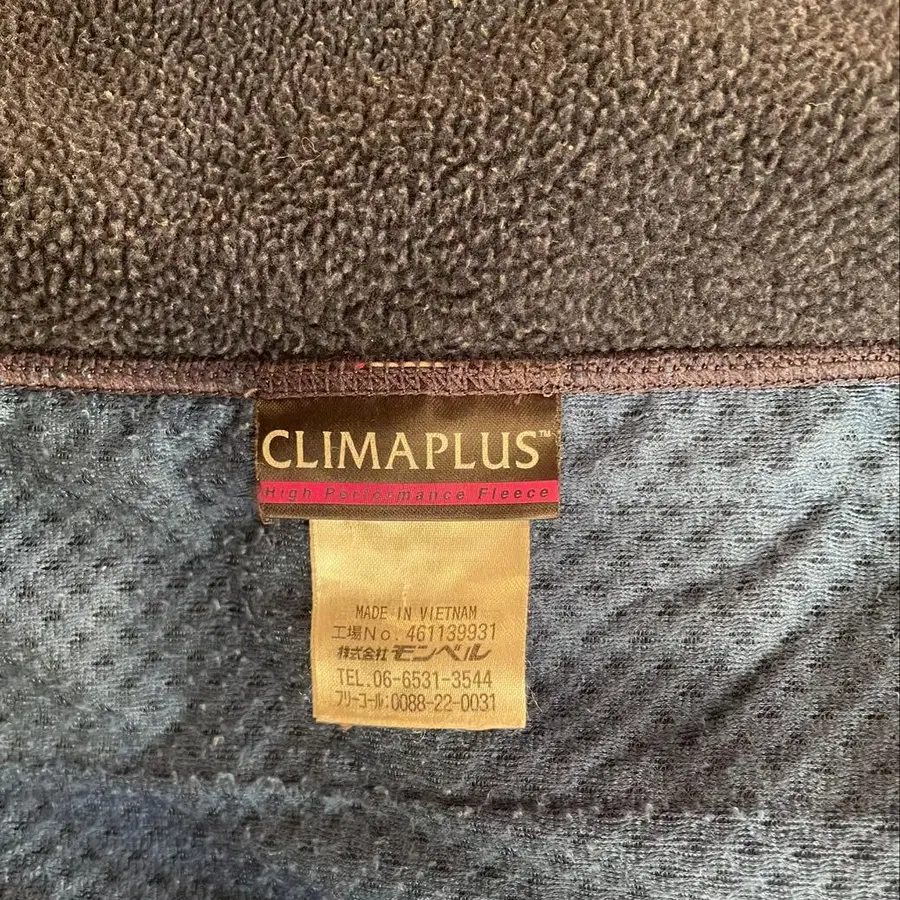 CLIMAPLUS™
High Performance Fleece
MADE IN VIETNAM
工場No. 461139931
株式会社 モンベル
TEL.06-6531-3544
フリーコール:0088-22-0031